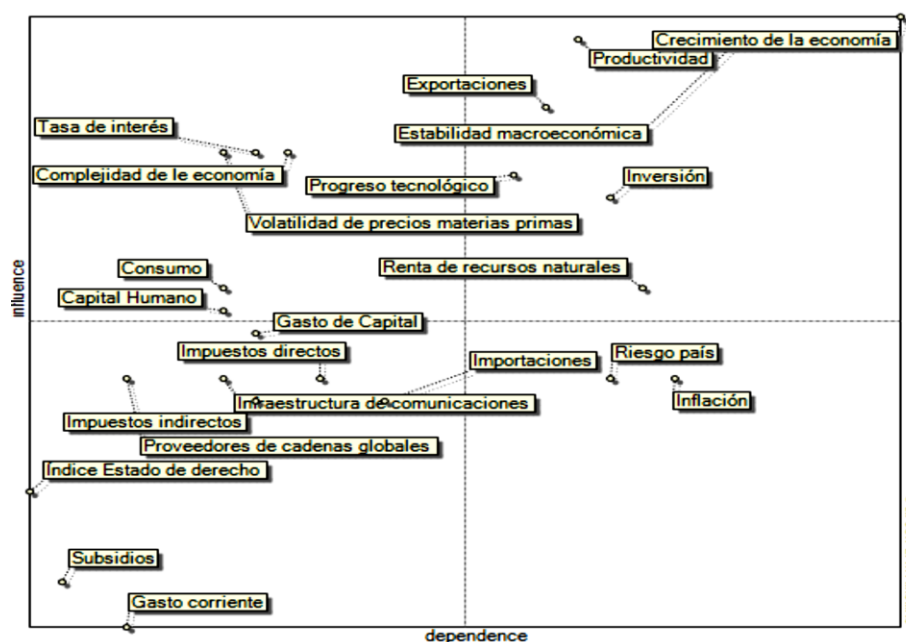 Crecimiento de la economía
Productividad
Exportaciones
Estabilidad macroeconómica
Tasa de interés
Complejidad de le economía
Progreso tecnológico
Inversión
Volatilidad de precios materias primas
Consumo
Renta de recursos naturales
Capital Humano
influence
Gasto de Capital
Impuestos directos
Importaciones
Riesgo país
Infraestructura de comunicaciones
Inflación
Impuestos indirectos
Proveedores de cadenas globales
Índice Estado de derecho
Subsidios
Gasto corriente
dependence